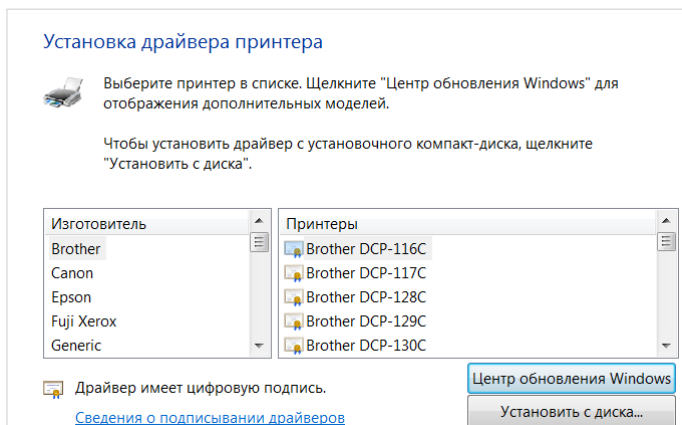 Установка драйвера принтера
Выберите принтер в списке. Щелкните "Центр обновления Windows" для
отображения дополнительных моделей.
Чтобы установить драйвер с установочного компакт-диска, щелкните
"Установить с диска".
Изготовитель
Brother
Canon
Epson
Fuji Xerox
Generic
Принтеры
Brother DCP-116C
Brother DCP-117C
Brother DCP-128C
Brother DCP-129C
Brother DCP-130C
Драйвер имеет цифровую подпись.
Сведения о подписывании драйверов
Центр обновления Windows
Установить с диска...